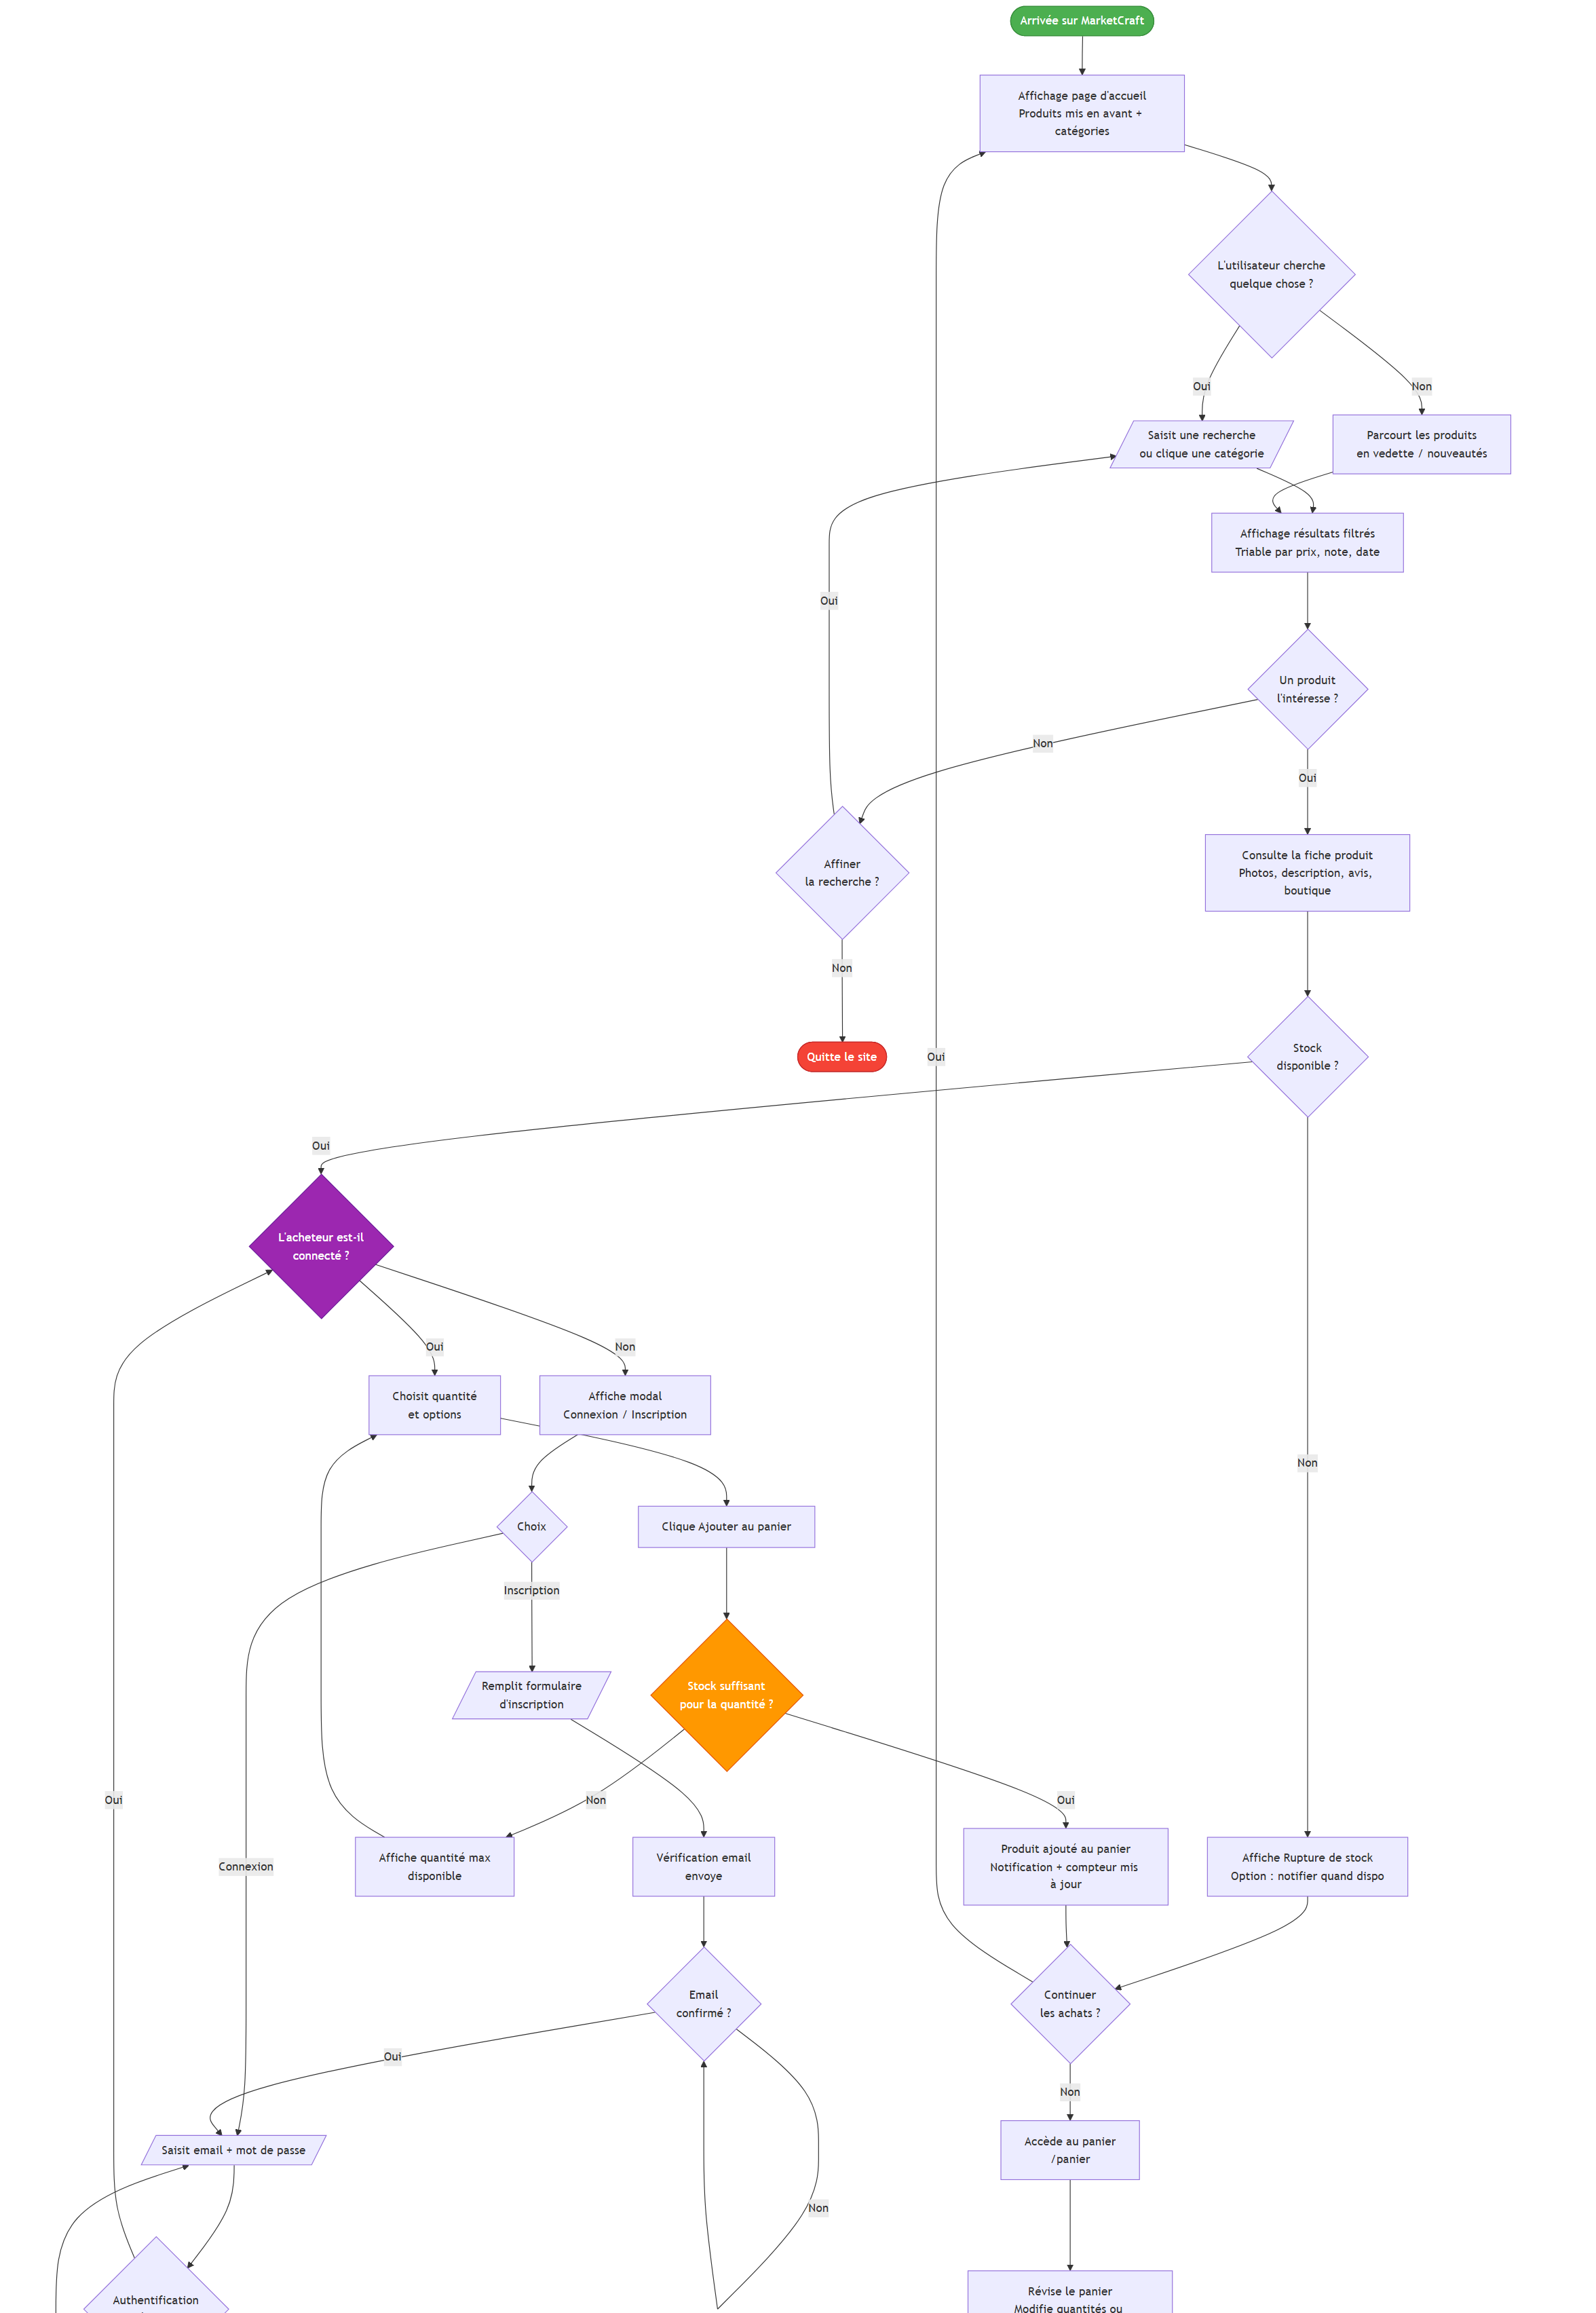 Arrivée sur MarketCraft
Affichage page d'accueil
Produits mis en avant +
catégories
L'utilisateur cherche
quelque chose ?
Oui
Non
Saisit une recherche
ou clique une catégorie
Parcourt les produits
en vedette / nouveautés
Affichage résultats filtrés
Triable par prix, note, date
Oui
Un produit
l'intéresse ?
Non
Oui
Affiner
la recherche ?
Consulte la fiche produit
Photos, description, avis,
boutique
Non
Quitte le site
Oui
Stock
disponible ?
Oui
L'acheteur est-il
connecté ?
Oui
Non
Choisit quantité
et options
Affiche modal
Connexion / Inscription
Non
Choix
Clique Ajouter au panier
Inscription
Remplit formulaire
d'inscription
Stock suffisant
pour la quantité ?
Oui
Non
Oui
Connexion
Affiche quantité max
disponible
Vérification email
envoye
Produit ajouté au panier
Notification + compteur mis
à jour
Affiche Rupture de stock
Option : notifier quand dispo
Email
confirmé ?
Continuer
les achats ?
Oui
Non
Saisit email + mot de passe
Accède au panier
/panier
Non
Authentification
Révise le panier
Modifie quantités ou